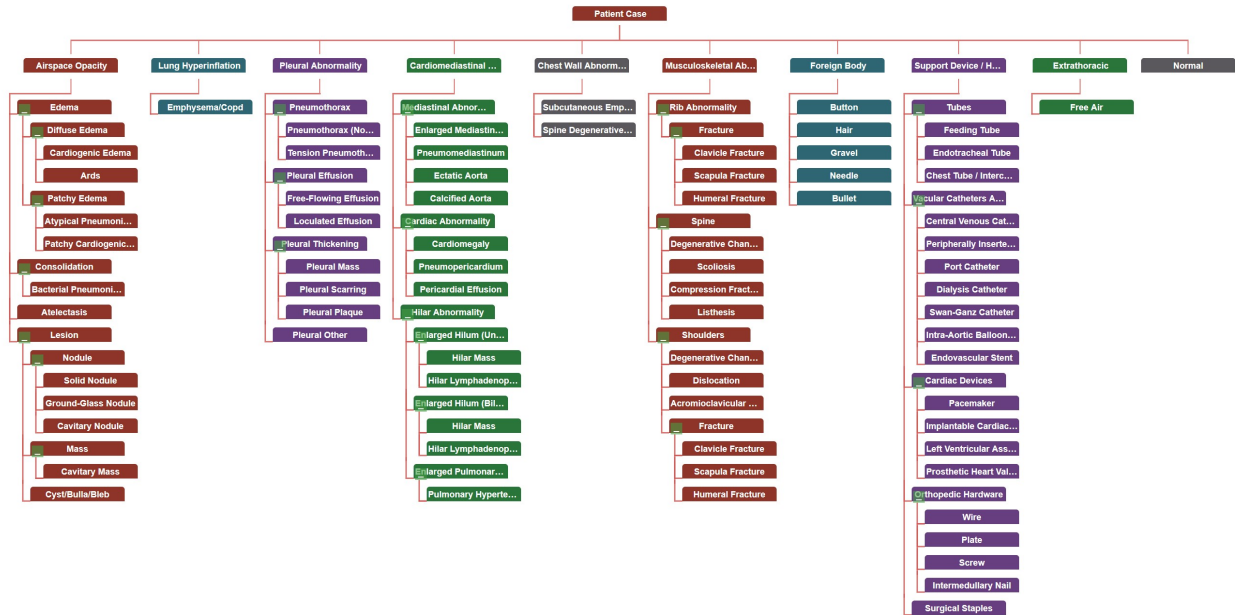 Patient Case
Airspace Opacity
Edema
Diffuse Edema
Cardiogenic Edema
Ards
Patchy Edema
Atypical Pneumoni...
Patchy Cardiogenic...
Consolidation
Bacterial Pneumoni...
Atelectasis
Lesion
Nodule
Solid Nodule
Ground-Glass Nodule
Cavitary Nodule
Mass
Cavitary Mass
Cyst/Bulla/Bleb
Lung Hyperinflation
Emphysema/Copd
Pleural Abnormality
Pneumothorax
Pneumothorax (No...
Tension Pneumoth...
Pleural Effusion
Free-Flowing Effusion
Loculated Effusion
Pleural Thickening
Pleural Mass
Pleural Scarring
Pleural Plaque
Pleural Other
Cardiomediastinal ...
Mediastinal Abnor...
Enlarged Mediastin...
Pneumomediastinum
Ectatic Aorta
Calcified Aorta
Cardiac Abnormality
Cardiomegaly
Pneumopericardium
Pericardial Effusion
Hilar Abnormality
Enlarged Hilum (Un...
Hilar Mass
Hilar Lymphadenop...
Enlarged Hilum (Bil...
Hilar Mass
Hilar Lymphadenop...
Enlarged Pulmonar...
Pulmonary Hyperte...
Chest Wall Abnorm...
Subcutaneous Emp...
Spine Degenerative...
Musculoskeletal Ab...
Rib Abnormality
Fracture
Clavicle Fracture
Scapula Fracture
Humeral Fracture
Spine
Degenerative Chan...
Scoliosis
Compression Fract...
Listhesis
Shoulders
Degenerative Chan...
Dislocation
Acromioclavicular ...
Fracture
Clavicle Fracture
Scapula Fracture
Humeral Fracture
Foreign Body
Button
Hair
Gravel
Needle
Bullet
Support Device / H...
Tubes
Feeding Tube
Endotracheal Tube
Chest Tube / Interc...
Vacular Catheters A...
Central Venous Cat...
Peripherally Inserte...
Port Catheter
Dialysis Catheter
Swan-Ganz Catheter
Intra-Aortic Balloon...
Endovascular Stent
Cardiac Devices
Pacemaker
Implantable Cardiac...
Left Ventricular Ass...
Prosthetic Heart Val...
Orthopedic Hardware
Wire
Plate
Screw
Intermedullary Nail
Surgical Staples
Extrathoracic
Free Air
Normal